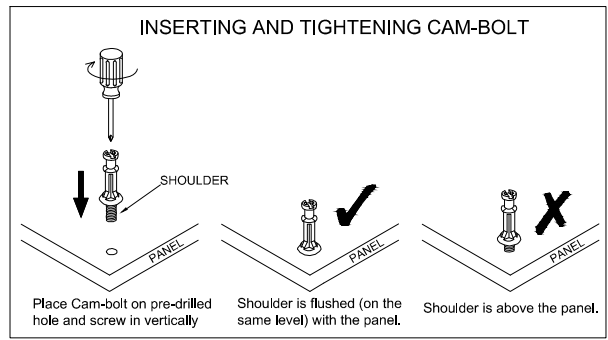 INSERTING AND TIGHTENING CAM-BOLT
SHOULDER
PANEL
PANEL
PANEL
Place Cam-bolt on pre-drilled
hole and screw in vertically
Shoulder is flushed (on the
same level) with the panel.
Shoulder is above the panel.